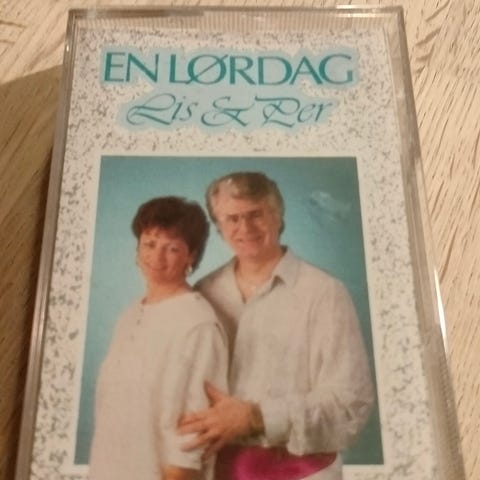 EN LØRDAG
Lis & Per